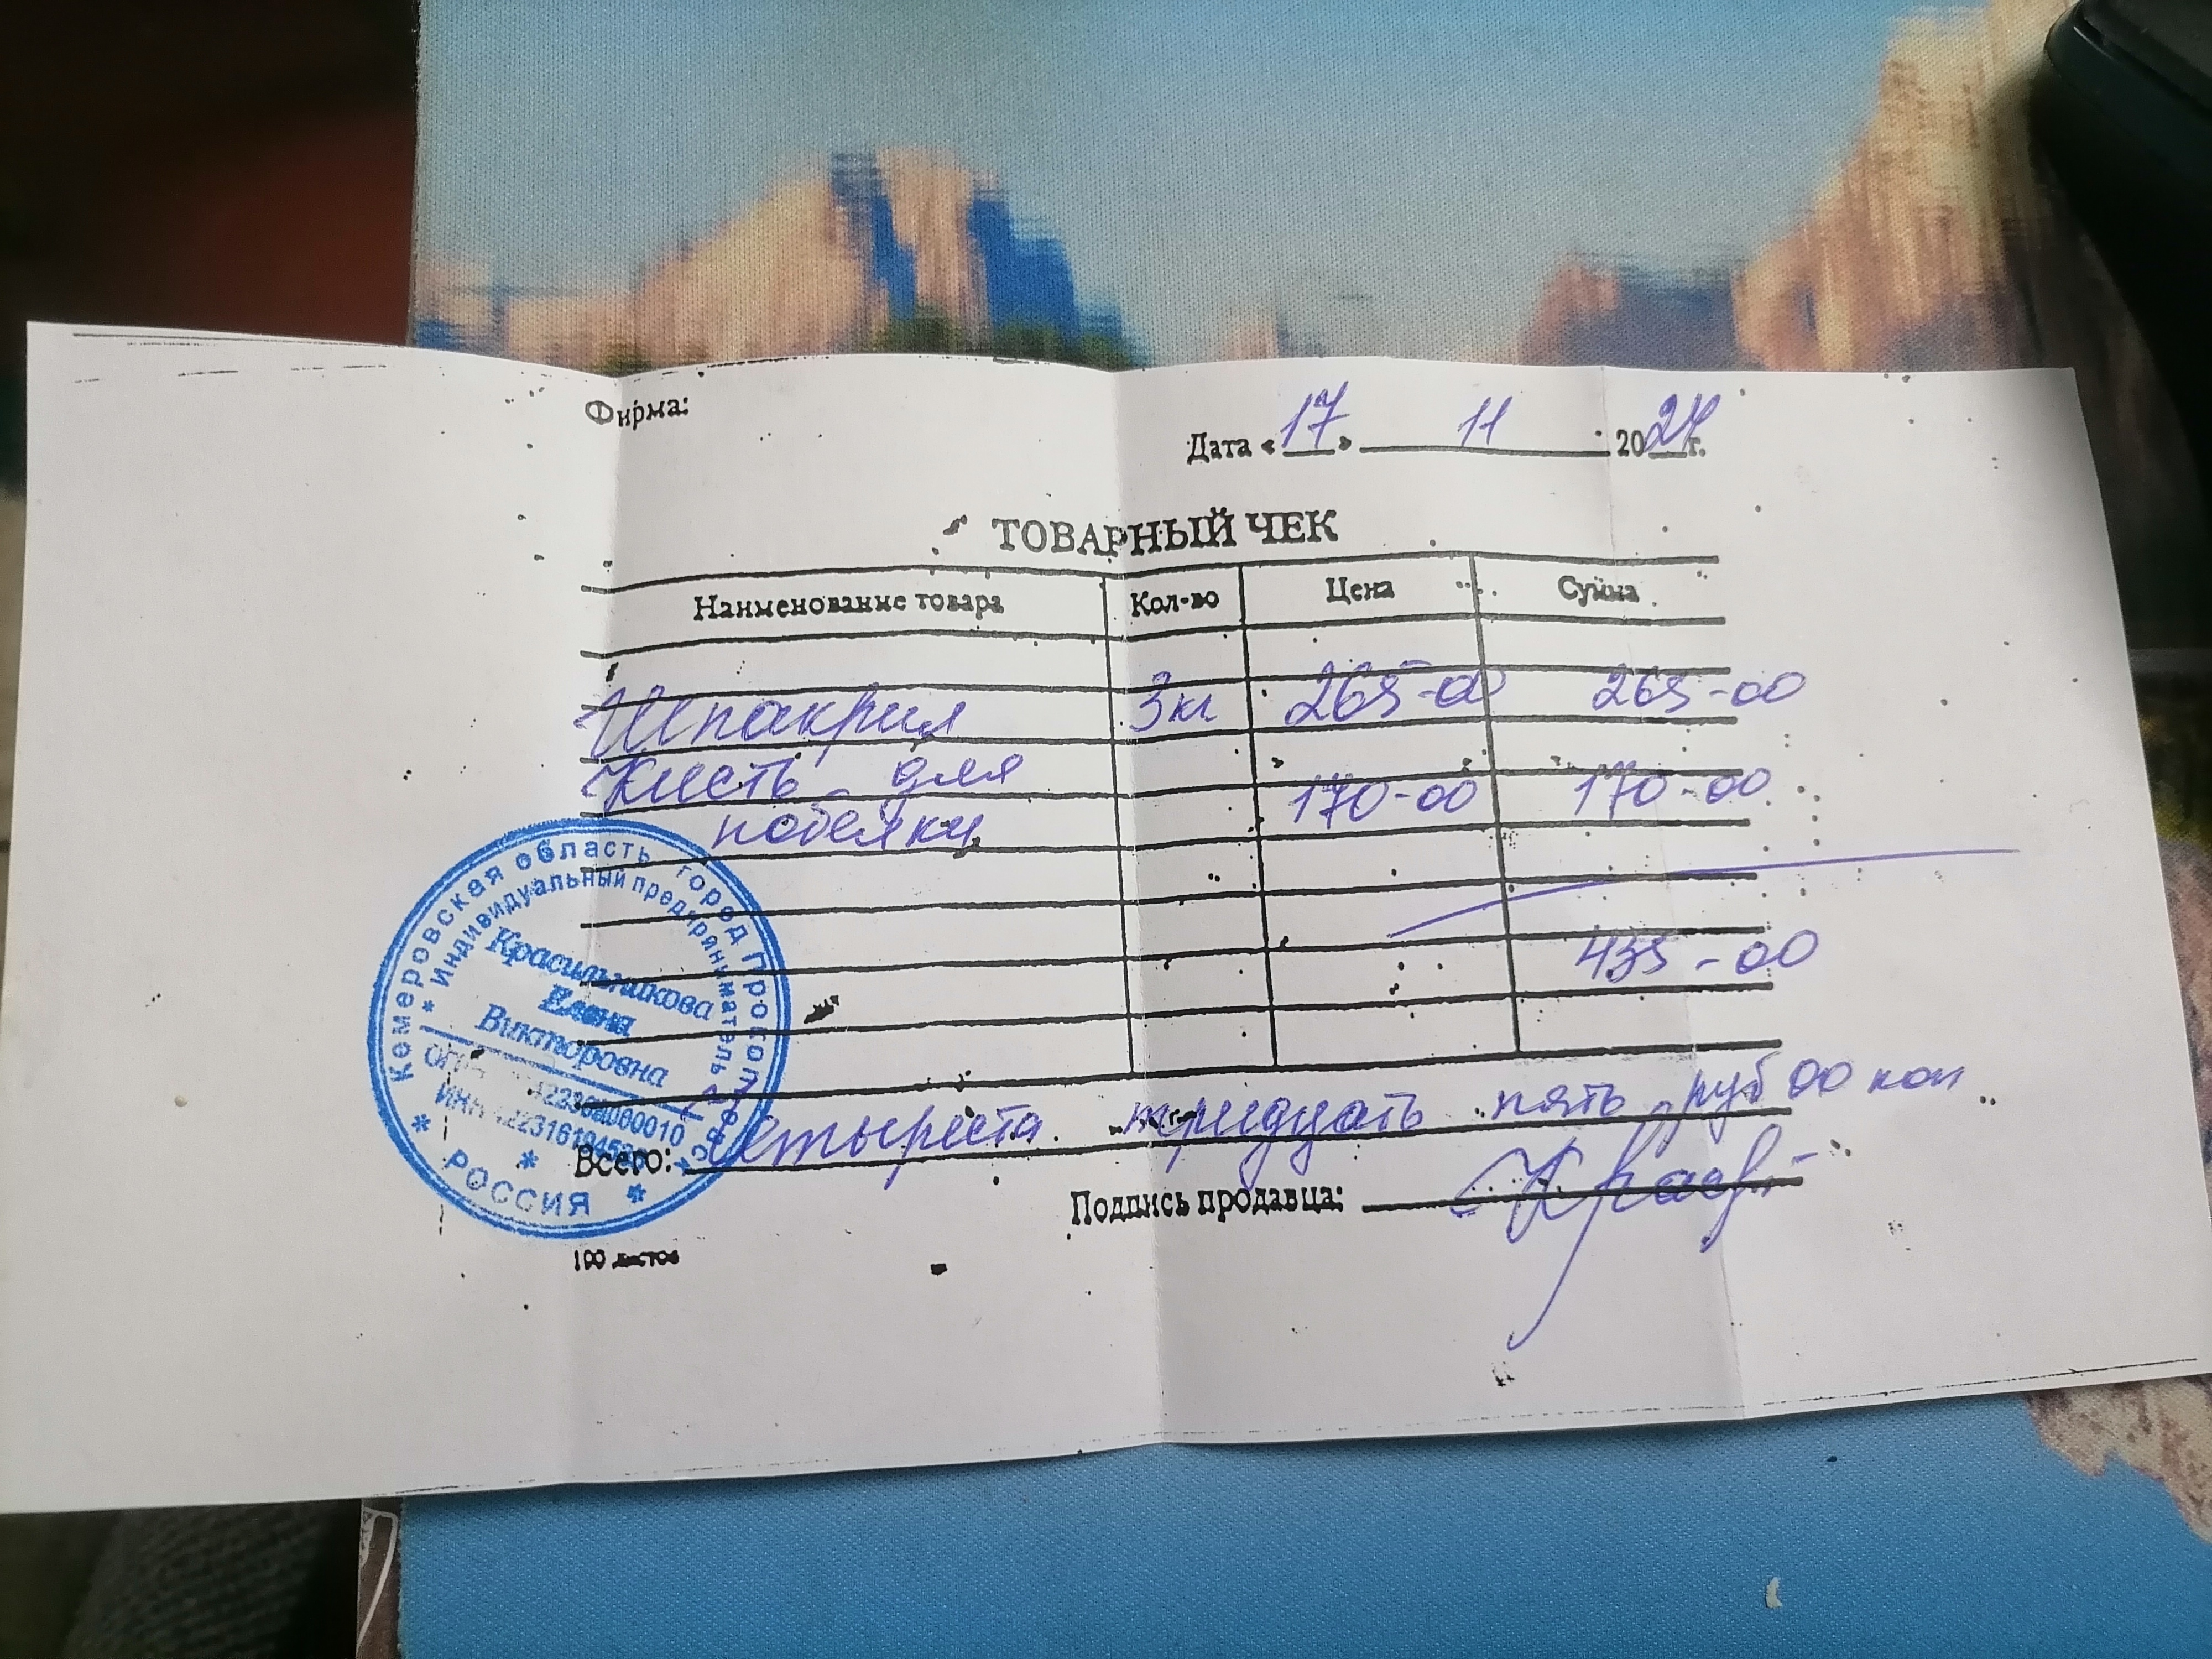 Фирма:
Дата «17» 11 2024г.
ТОВАРНЫЙ ЧЕК
Наименование товара Кол-во Цена Сумма
Шпакрил 3кг 265-00 265-00
Кисть для
побелки 170-00 170-00
435-00
Всего: Четыреста тридцать пять руб 00 коп
Подпись продавца:
100 листов
Кемеровская область город Прокопьевск
* Индивидуальный предприниматель *
Красильникова
Елена
Викторовна
РОССИЯ